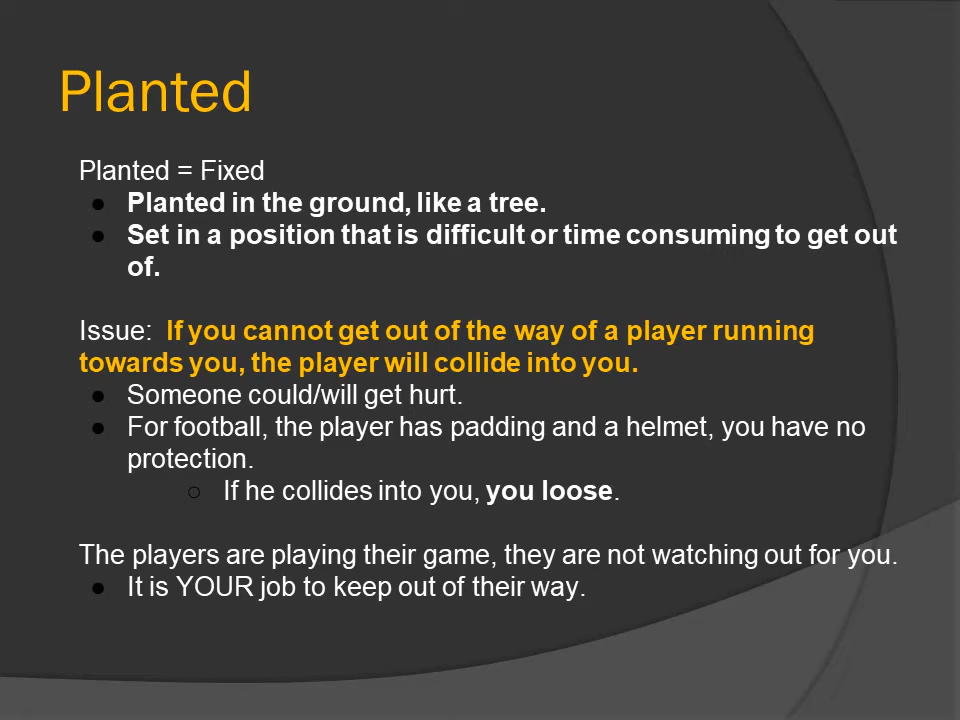 Planted
Planted = Fixed
● Planted in the ground, like a tree.
● Set in a position that is difficult or time consuming to get out
of.
Issue:  If you cannot get out of the way of a player running
towards you, the player will collide into you.
● Someone could/will get hurt.
● For football, the player has padding and a helmet, you have no
protection.
○ If he collides into you, you loose.
The players are playing their game, they are not watching out for you.
● It is YOUR job to keep out of their way.